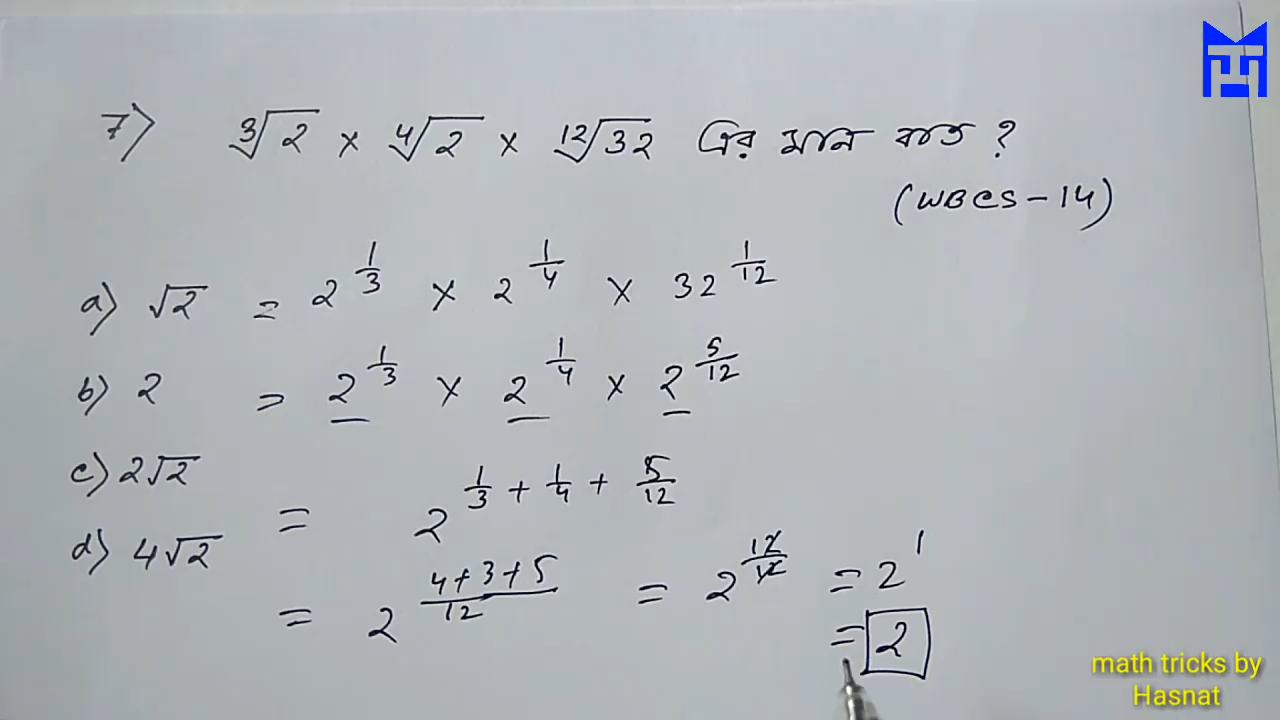 7) ∛2 × ∜2 × ¹²√32 এর মান কত ?
(WBCS-14)
a) √2 = 2^{1/3} × 2^{1/4} × 32^{1/12}
b) 2 = 2^{1/3} × 2^{1/4} × 2^{5/12}
c) 2√2
= 2^{1/3 + 1/4 + 5/12}
d) 4√2
= 2^{(4+3+5)/12} = 2^{12/12} = 2^1
= 2
math tricks by
Hasnat